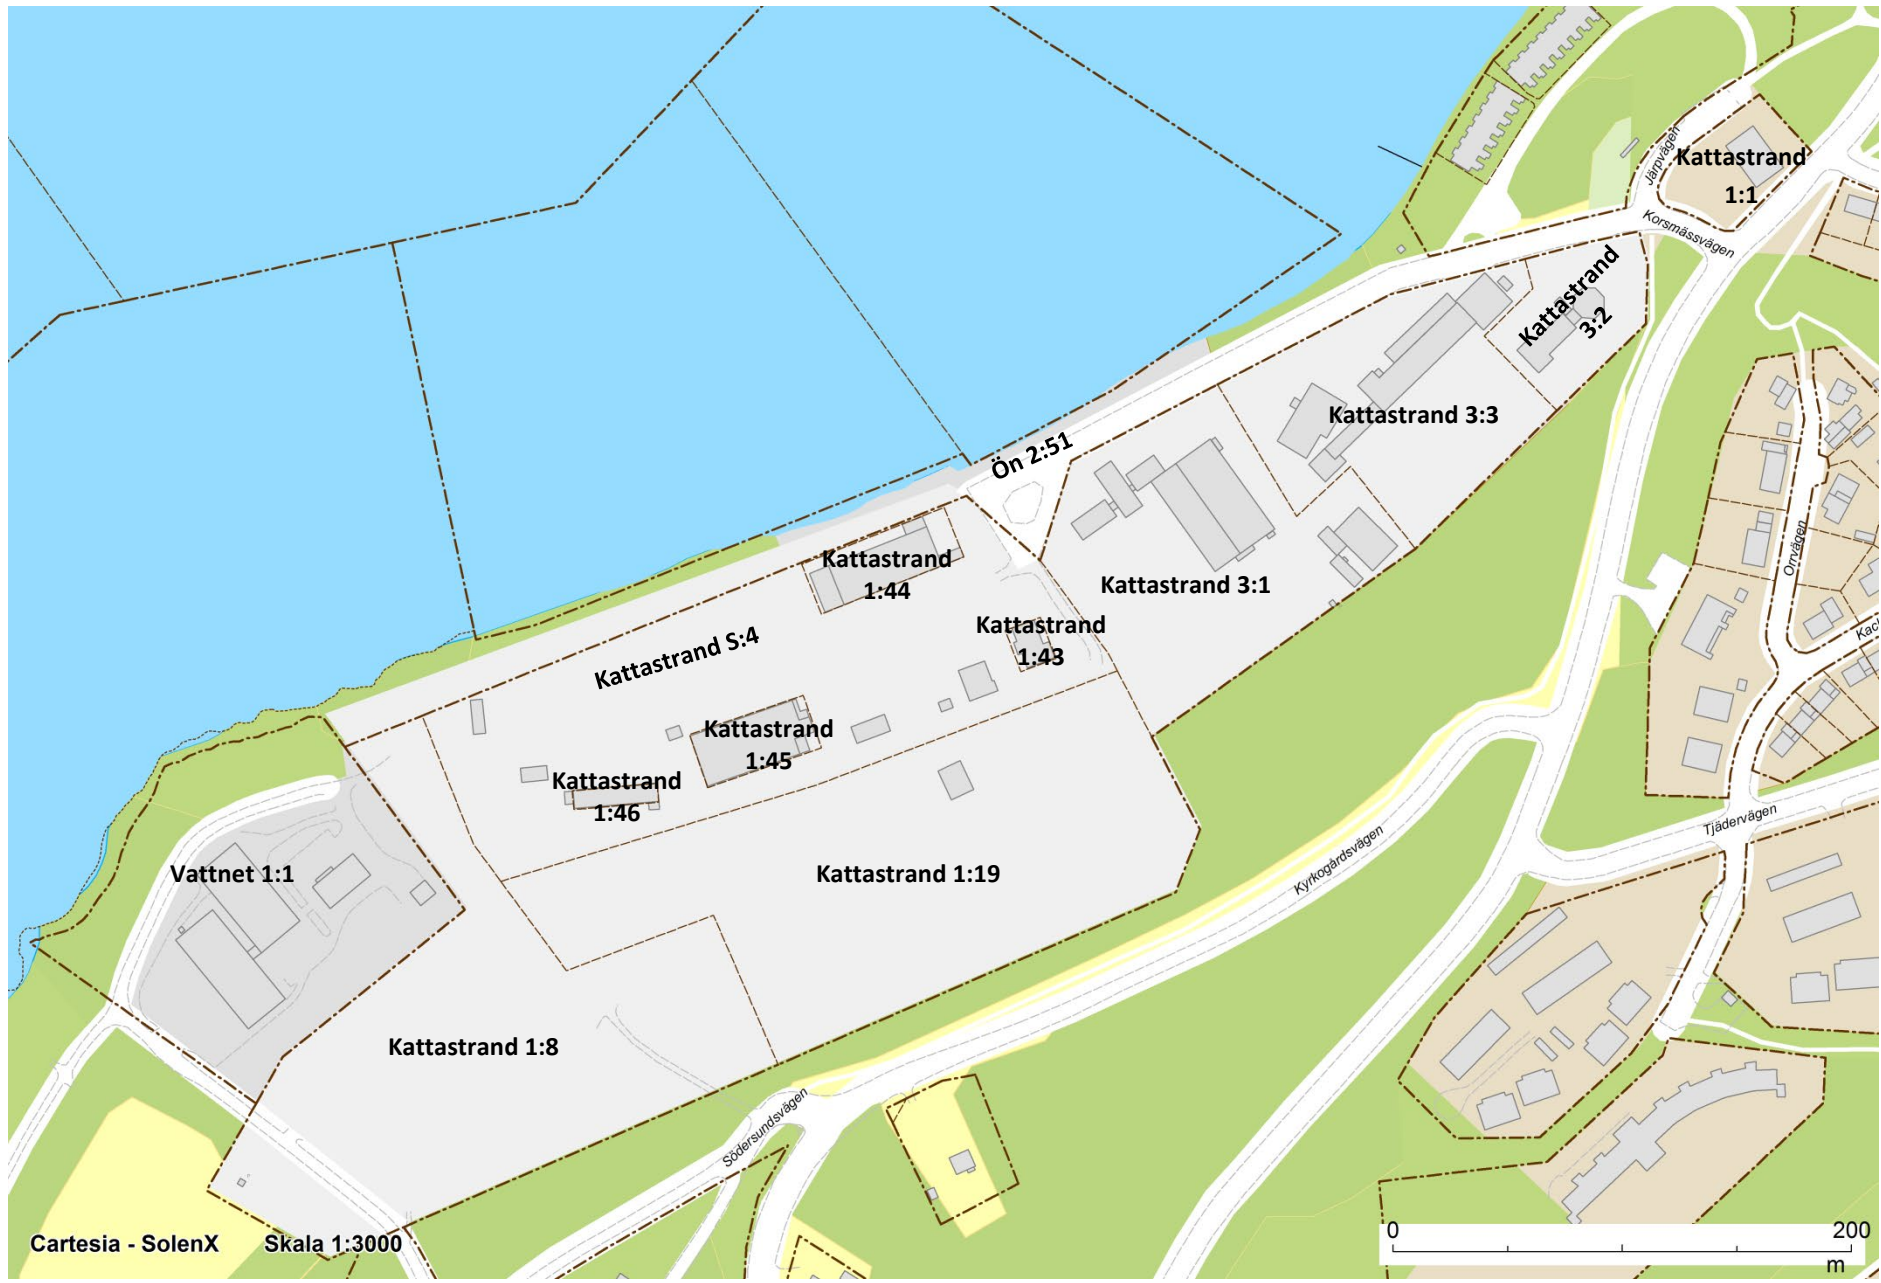 Järpvägen
Kattastrand
1:1
Korsmässvägen
Kattastrand
3:2
Kattastrand 3:3
Ön 2:51
Orrvägen
Kattastrand
1:44
Kattastrand 3:1
Kattastrand
1:43
Kattastrand S:4
Kattastrand
1:45
Kattastrand
1:46
Tjädervägen
Vattnet 1:1
Kattastrand 1:19
Kyrkogårdsvägen
Kattastrand 1:8
Södersundsvägen
Cartesia - SolenX Skala 1:3000
0 200
m